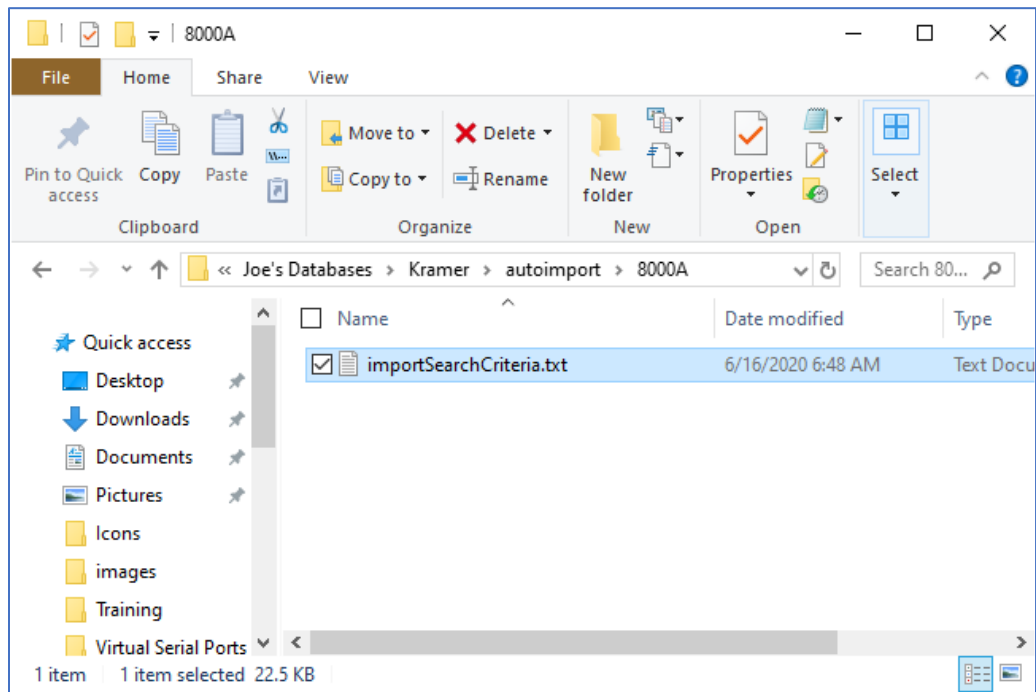 8000A
File Home Share View
Pin to Quick access
Copy
Paste
Move to
Copy to
Delete
Rename
New folder
Properties
Select
Clipboard Organize New Open
« Joe's Databases > Kramer > autoimport > 8000A
Search 80...
Name Date modified Type
importSearchCriteria.txt 6/16/2020 6:48 AM Text Docu
Quick access
Desktop
Downloads
Documents
Pictures
Icons
images
Training
Virtual Serial Ports
1 item 1 item selected 22.5 KB